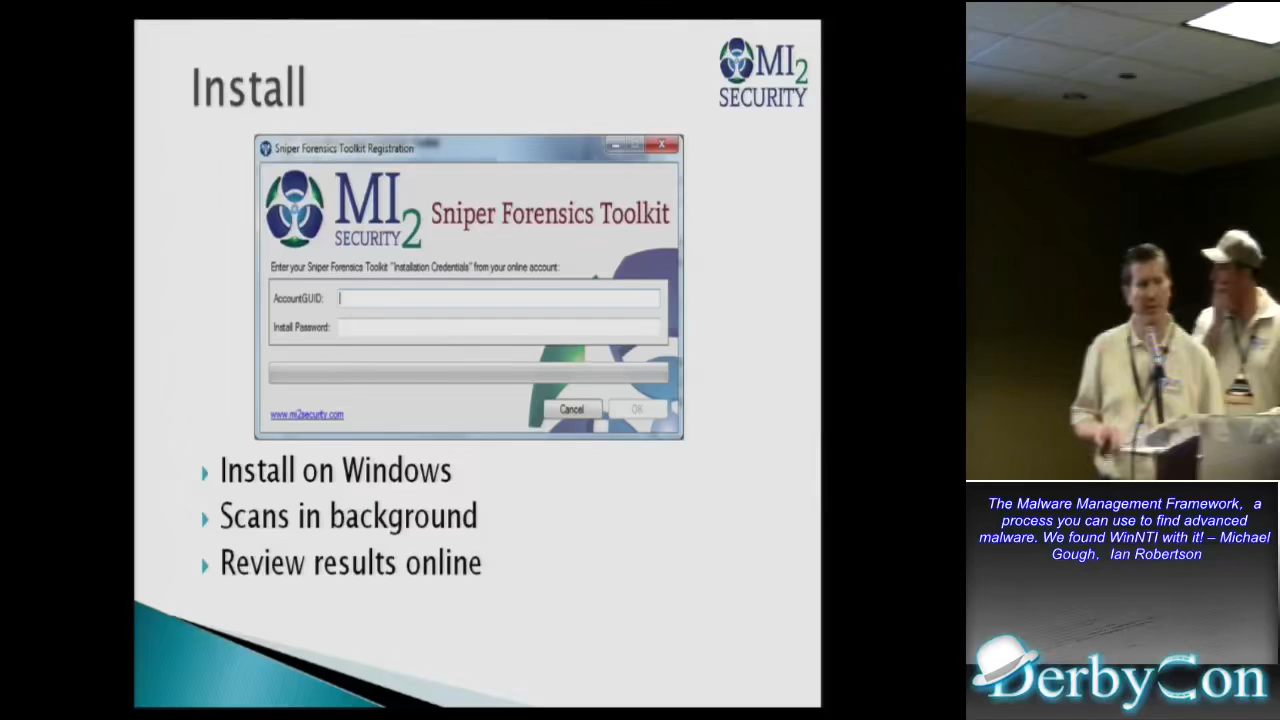 Install
MI2
SECURITY
Sniper Forensics Toolkit Registration
MI2
SECURITY
Sniper Forensics Toolkit
Enter your Sniper Forensics Toolkit "Installation Credentials" from your online account:
AccountGUID:
Install Password:
www.mi2security.com
Cancel
OK
Install on Windows
Scans in background
Review results online
The Malware Management Framework, a
process you can use to find advanced
malware. We found WinNTI with it! – Michael
Gough, Ian Robertson
DerbyCon